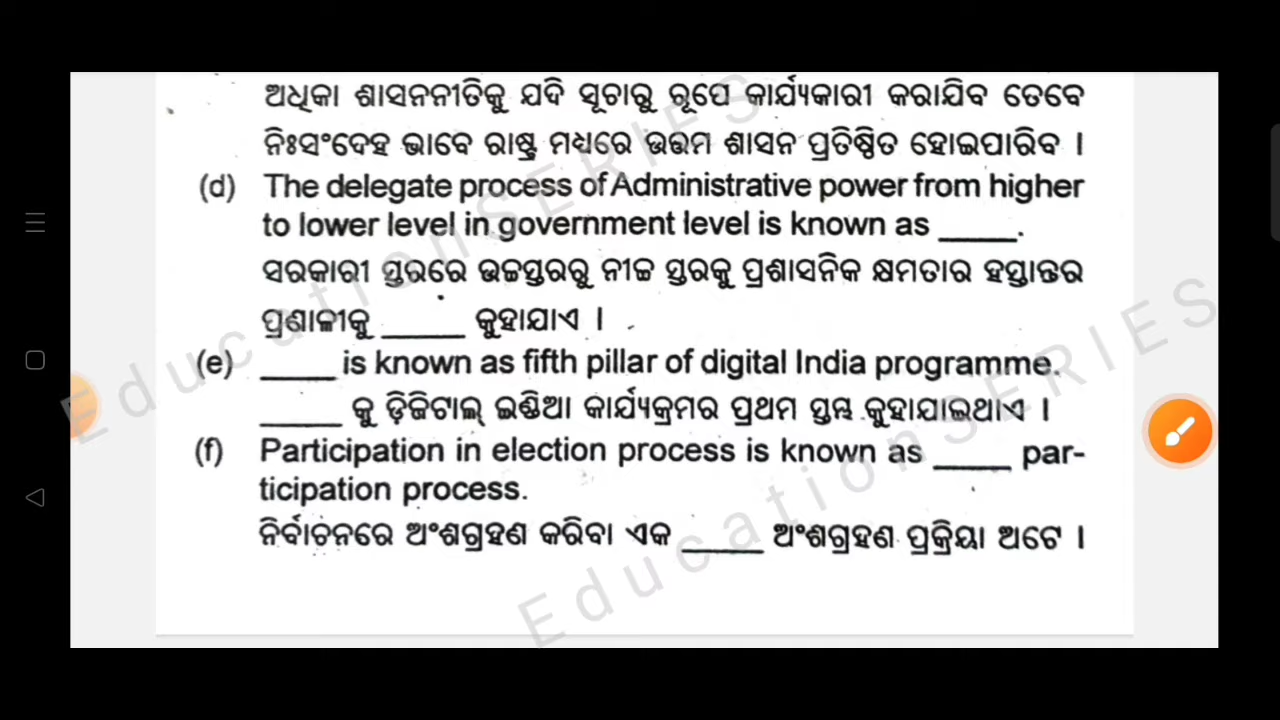 ଅଧିକା ଶାସନନୀତିକୁ ଯଦି ସୂଚାରୁ ରୂପେ କାର୍ଯ୍ୟକାରୀ କରାଯିବ ତେବେ
ନିଃସଂଦେହ ଭାବେ ରାଷ୍ଟ୍ର ମଧ୍ୟରେ ଉତ୍ତମ ଶାସନ ପ୍ରତିଷ୍ଠିତ ହୋଇପାରିବ ।
(d) The delegate process of Administrative power from higher
to lower level in government level is known as _____.
ସରକାରୀ ସ୍ତରରେ ଉଚ୍ଚସ୍ତରରୁ ନୀଚ୍ଚ ସ୍ତରକୁ ପ୍ରଶାସନିକ କ୍ଷମତାର ହସ୍ତାନ୍ତର
ପ୍ରଣାଳୀକୁ _____ କୁହାଯାଏ ।
(e) _____ is known as fifth pillar of digital India programme.
_____ କୁ ଡ଼ିଜିଟାଲ୍ ଇଣ୍ଡିଆ କାର୍ଯ୍ୟକ୍ରମର ପ୍ରଥମ ସ୍ତମ୍ଭ କୁହାଯାଇଥାଏ ।
(f) Participation in election process is known as _____ par-
ticipation process.
ନିର୍ବାଚନରେ ଅଂଶଗ୍ରହଣ କରିବା ଏକ _____ ଅଂଶଗ୍ରହଣ ପ୍ରକ୍ରିୟା ଅଟେ ।
Education SERIES
Education SERIES